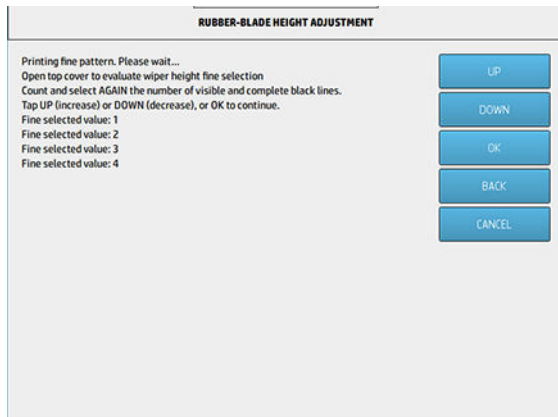 RUBBER-BLADE HEIGHT ADJUSTMENT
Printing fine pattern. Please wait...
Open top cover to evaluate wiper height fine selection
Count and select AGAIN the number of visible and complete black lines.
Tap UP (increase) or DOWN (decrease), or OK to continue.
Fine selected value: 1
Fine selected value: 2
Fine selected value: 3
Fine selected value: 4
UP
DOWN
OK
BACK
CANCEL